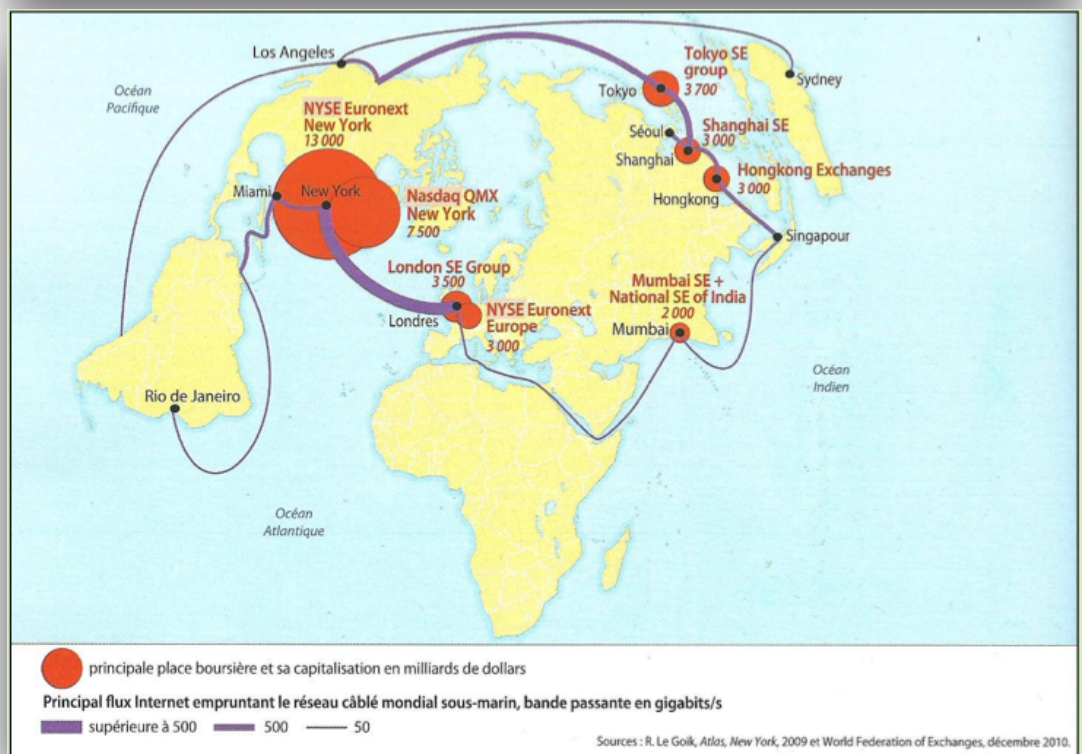 Los Angeles
Océan
Pacifique
Tokyo SE
group
3 700
Tokyo
Sydney
NYSE Euronext
New York
13 000
Séoul
Shanghai SE
3 000
Shanghai
Hongkong Exchanges
3 000
Hongkong
Miami
New York
Nasdaq QMX
New York
7 500
Singapour
London SE Group
3 500
Londres
NYSE Euronext
Europe
3 000
Mumbai SE +
National SE of India
2 000
Mumbai
Océan
Indien
Rio de Janeiro
Océan
Atlantique
principale place boursière et sa capitalisation en milliards de dollars
Principal flux Internet empruntant le réseau câblé mondial sous-marin, bande passante en gigabits/s
supérieure à 500 500 50
Sources : R. Le Goik, Atlas, New York, 2009 et World Federation of Exchanges, décembre 2010.